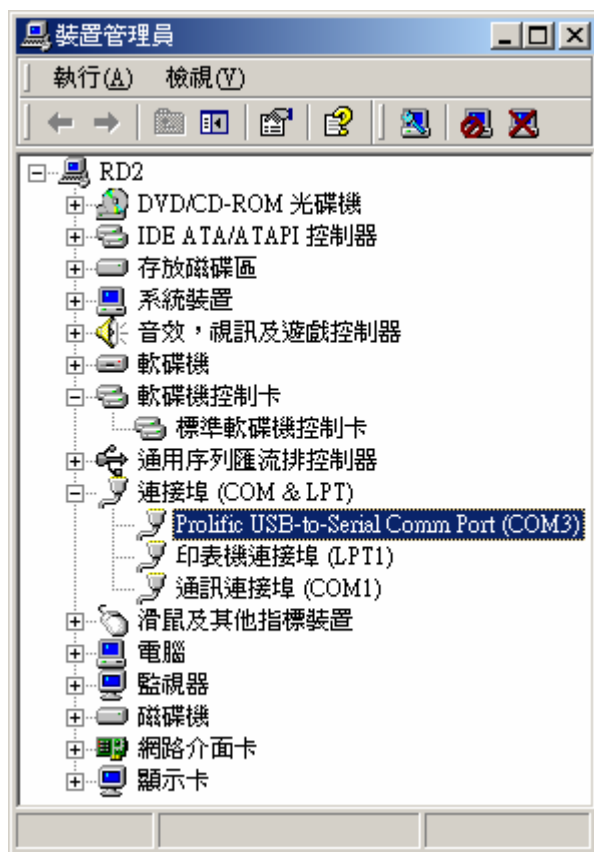 裝置管理員
執行(A) 檢視(V)
RD2
DVD/CD-ROM 光碟機
IDE ATA/ATAPI 控制器
存放磁碟區
系統裝置
音效，視訊及遊戲控制器
軟碟機
軟碟機控制卡
標準軟碟機控制卡
通用序列匯流排控制器
連接埠 (COM & LPT)
Prolific USB-to-Serial Comm Port (COM3)
印表機連接埠 (LPT1)
通訊連接埠 (COM1)
滑鼠及其他指標裝置
電腦
監視器
磁碟機
網路介面卡
顯示卡